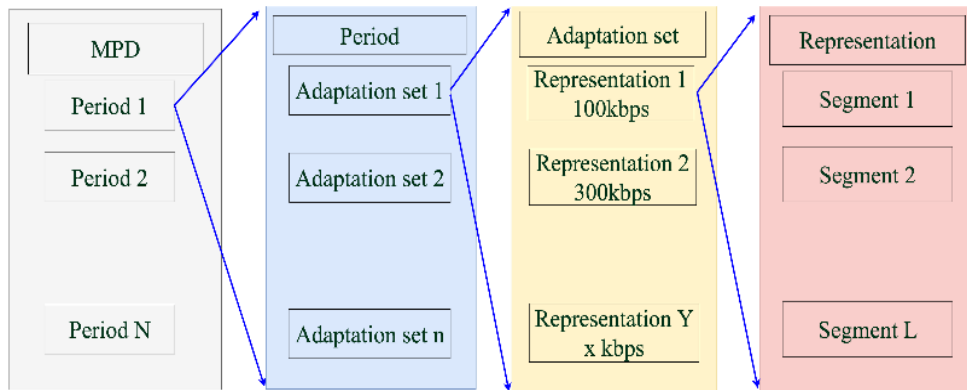 MPD
Period 1
Period 2
Period N
Period
Adaptation set 1
Adaptation set 2
Adaptation set n
Adaptation set
Representation 1
100kbps
Representation 2
300kbps
Representation Y
x kbps
Representation
Segment 1
Segment 2
Segment L